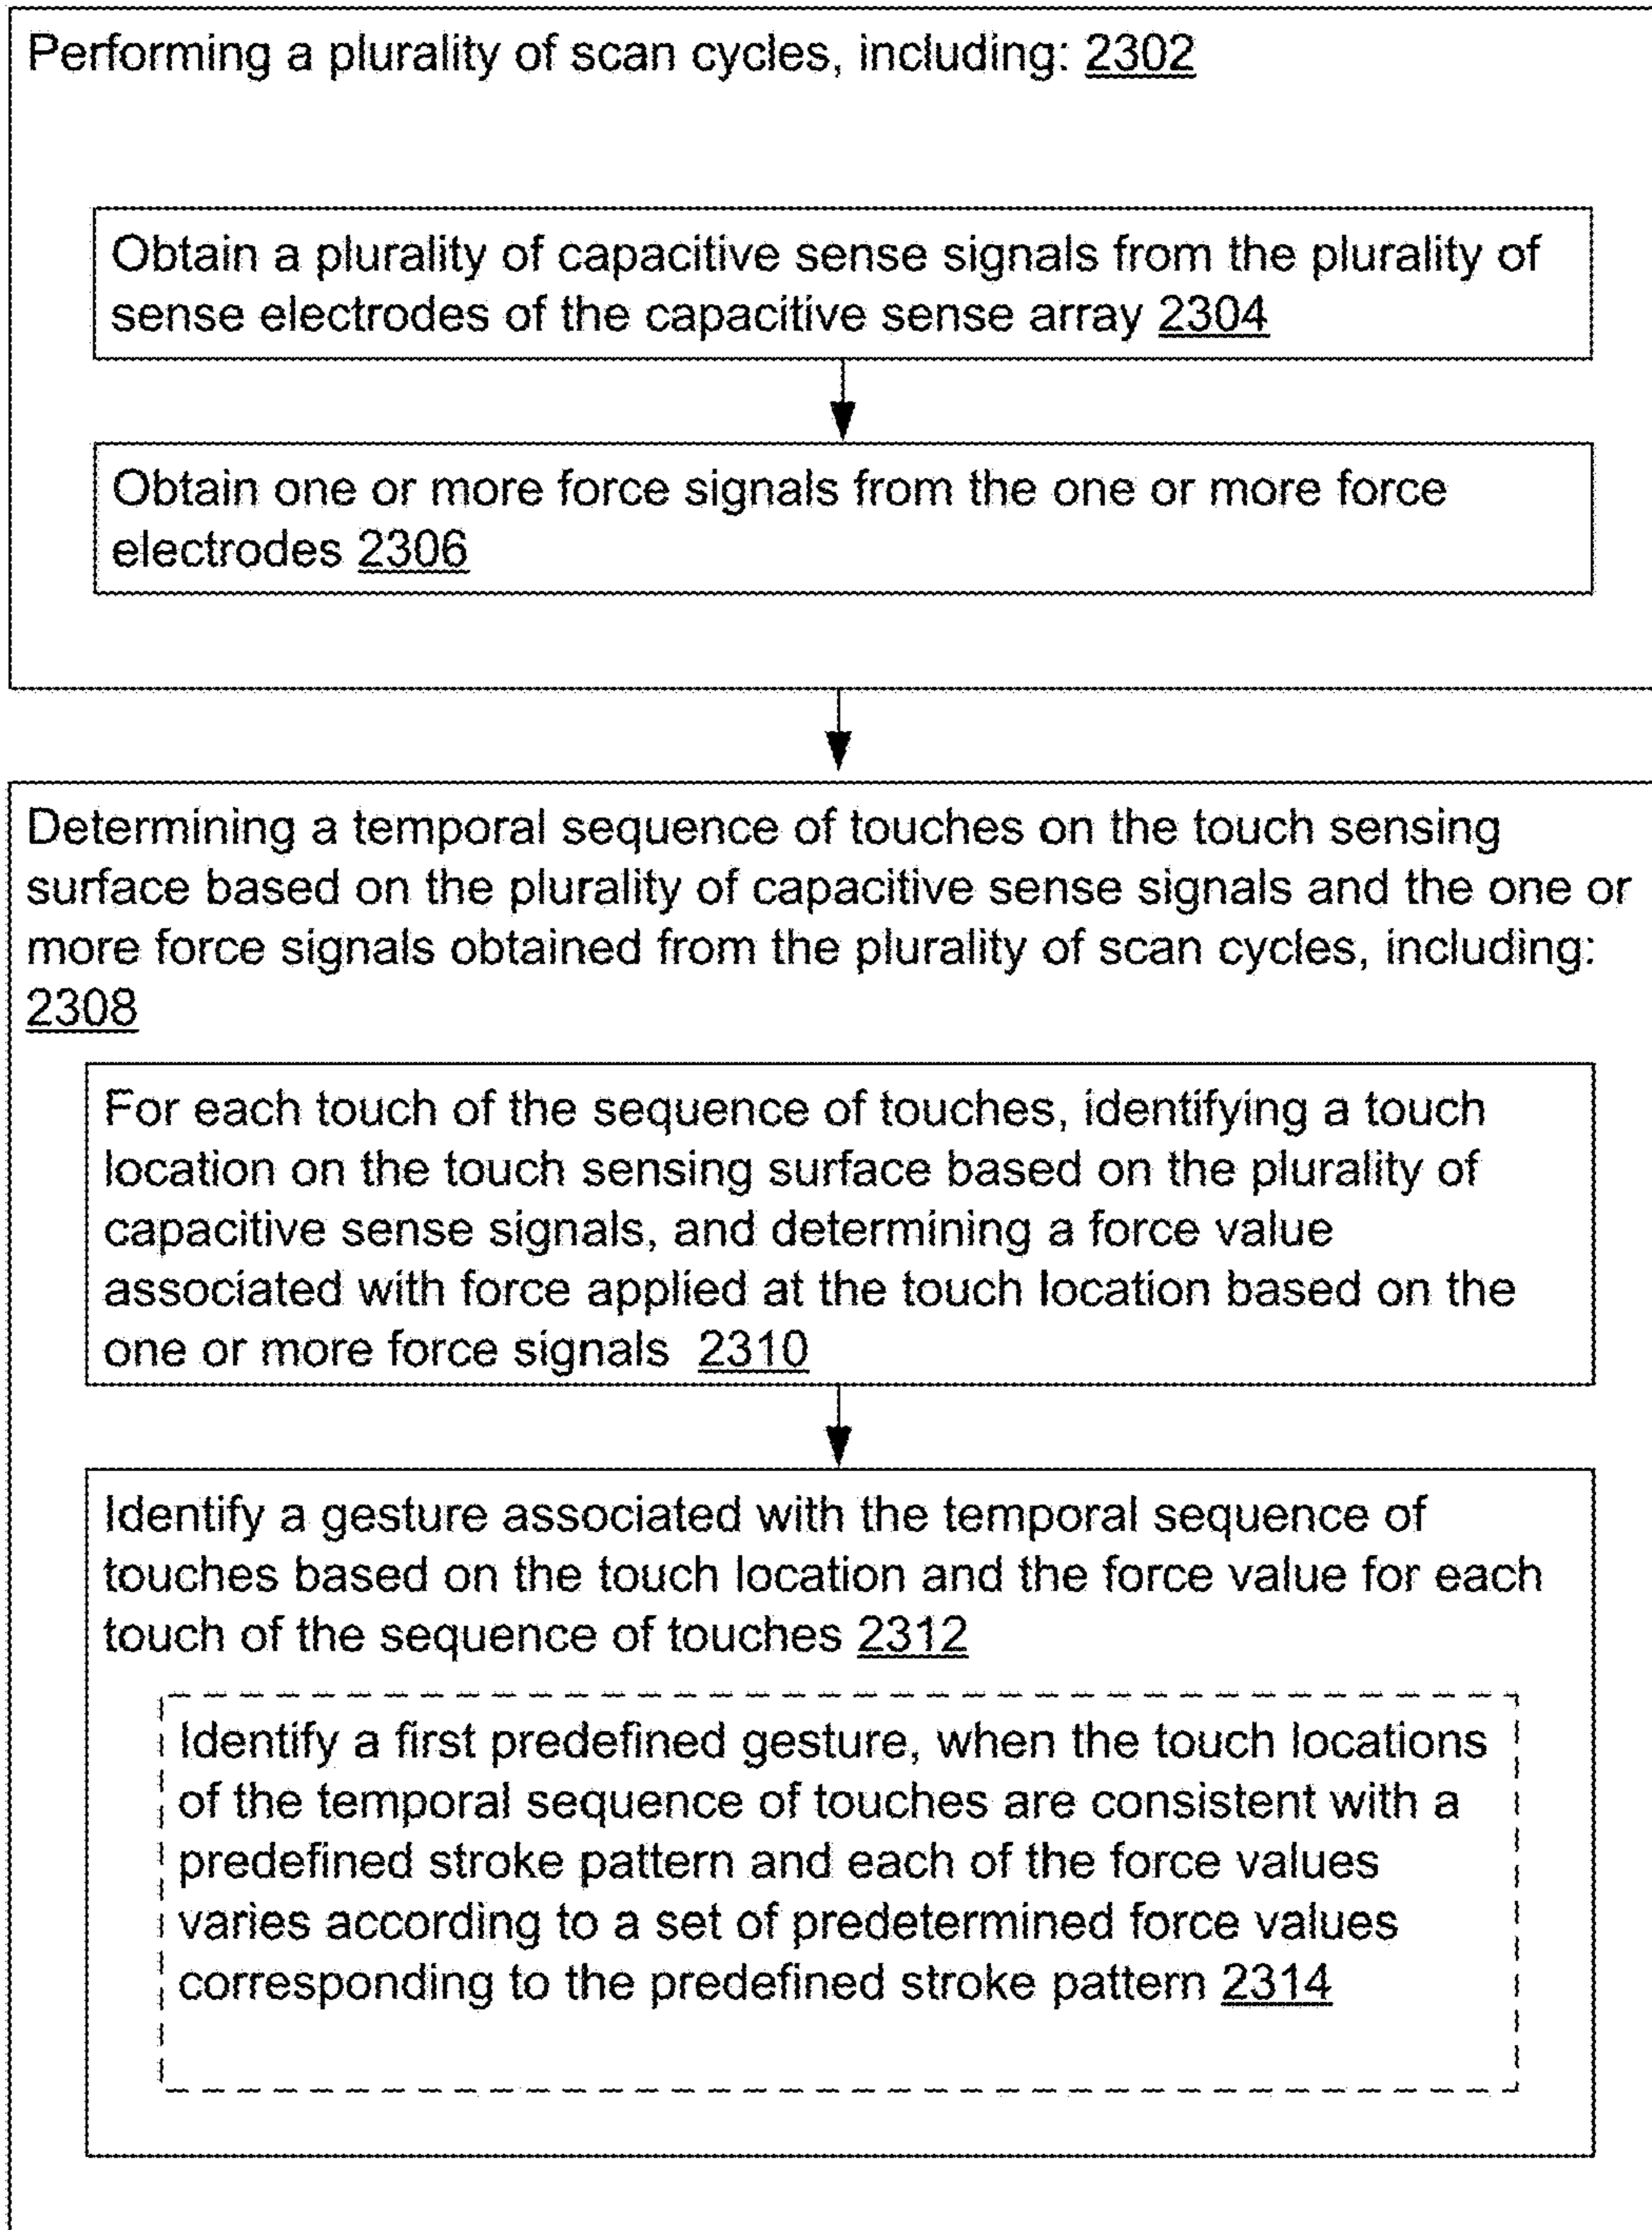 Performing a plurality of scan cycles, including: 2302
Obtain a plurality of capacitive sense signals from the plurality of
sense electrodes of the capacitive sense array 2304
Obtain one or more force signals from the one or more force
electrodes 2306
Determining a temporal sequence of touches on the touch sensing
surface based on the plurality of capacitive sense signals and the one or
more force signals obtained from the plurality of scan cycles, including:
2308
For each touch of the sequence of touches, identifying a touch
location on the touch sensing surface based on the plurality of
capacitive sense signals, and determining a force value
associated with force applied at the touch location based on the
one or more force signals 2310
Identify a gesture associated with the temporal sequence of
touches based on the touch location and the force value for each
touch of the sequence of touches 2312
Identify a first predefined gesture, when the touch locations
of the temporal sequence of touches are consistent with a
predefined stroke pattern and each of the force values
varies according to a set of predetermined force values
corresponding to the predefined stroke pattern 2314